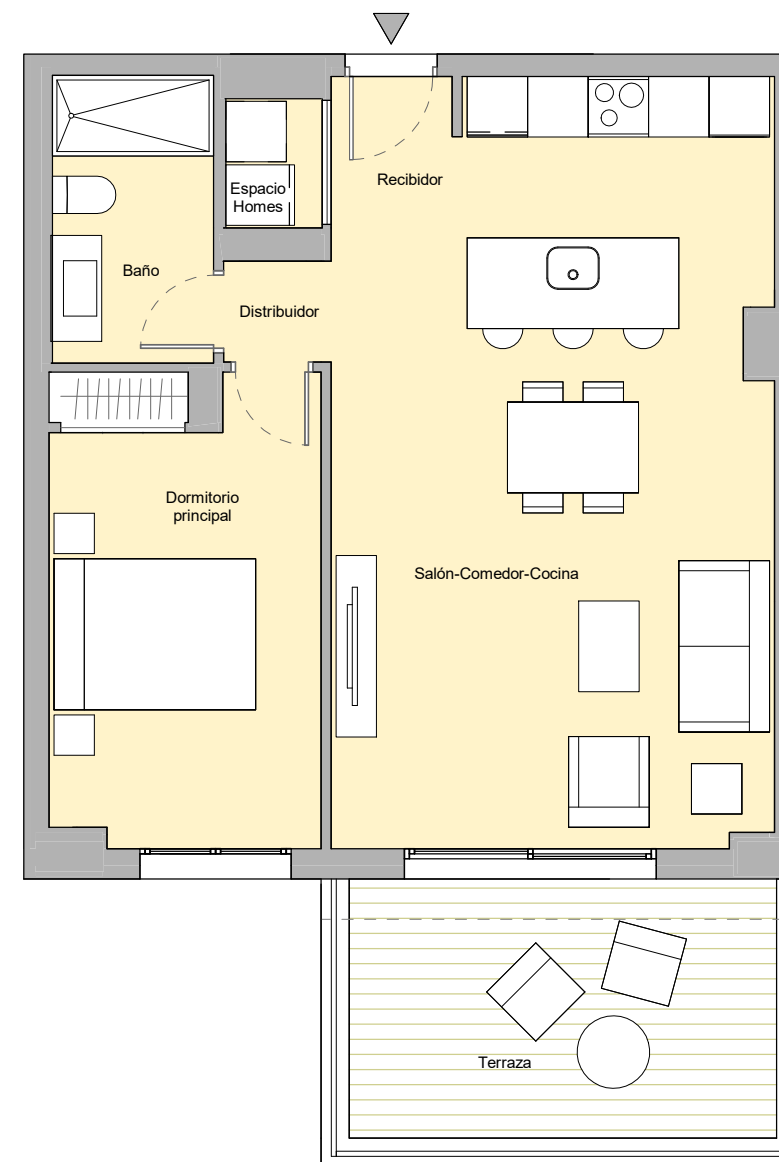 Recibidor
Espacio
Homes
Baño
Distribuidor
Dormitorio
principal
Salón-Comedor-Cocina
Terraza